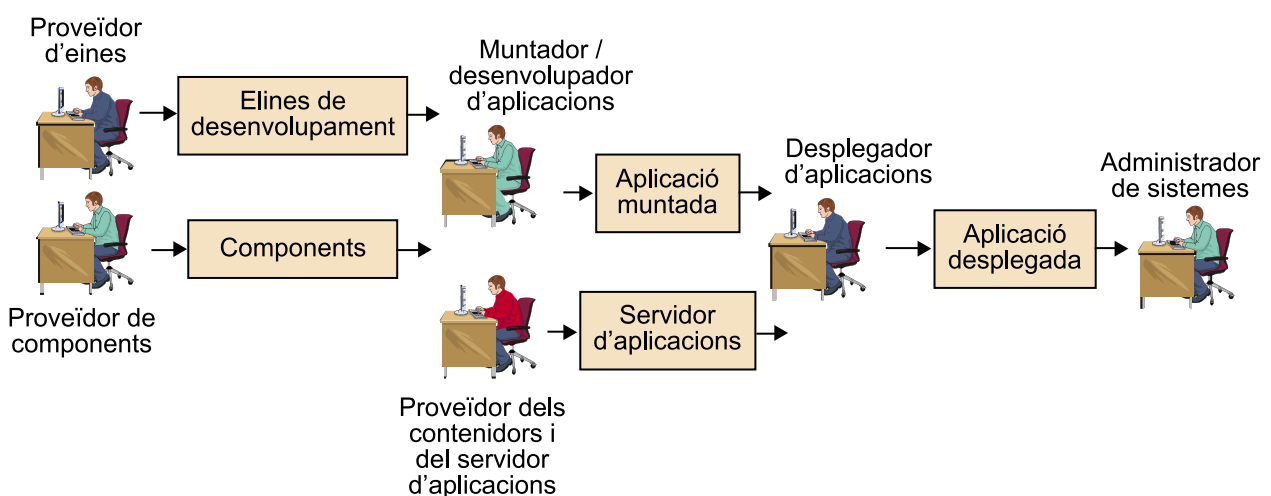 Proveïdor
d'eines
Elines de
desenvolupament
Muntador /
desenvolupador
d'aplicacions
Proveïdor de
components
Components
Aplicació
muntada
Proveïdor dels
contenidors i
del servidor
d'aplicacions
Servidor
d'aplicacions
Desplegador
d'aplicacions
Aplicació
desplegada
Administrador
de sistemes